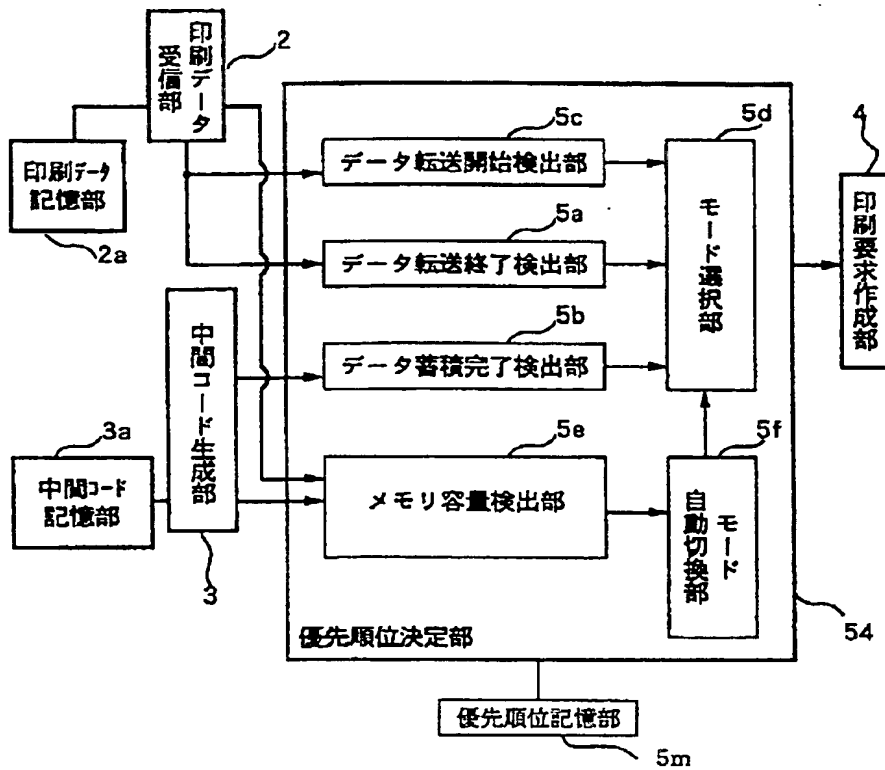 2
印刷データ
受信部
印刷データ
記憶部
2a
5c
データ転送開始検出部
5a
データ転送終了検出部
5b
データ蓄積完了検出部
5e
メモリ容量検出部
5d
モード選択部
5f
モード
自動切換部
4
印刷要求作成部
中間コード生成部
3
3a
中間コード
記憶部
優先順位決定部
54
優先順位記憶部
5m